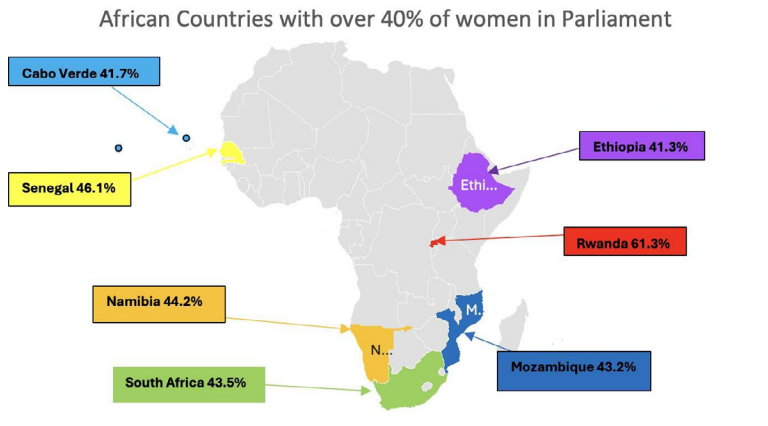 African Countries with over 40% of women in Parliament
Cabo Verde 41.7%
Ethiopia 41.3%
Senegal 46.1%
Ethi...
Rwanda 61.3%
Namibia 44.2%
M.
N...
Mozambique 43.2%
South Africa 43.5%